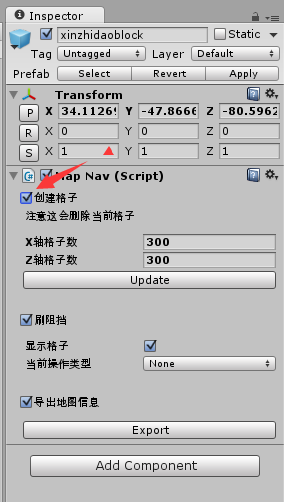 Inspector
xinzhidaoblock Static
Tag Untagged Layer Default
Prefab Select Revert Apply
Transform
P X 34.1126 Y -47.8666 Z -80.5962
R X 0 Y 0 Z 0
S X 1 Y 1 Z 1
Map Nav (Script)
创建格子
注意这会删除当前格子
X轴格子数 300
Z轴格子数 300
Update
刷阻挡
显示格子
当前操作类型 None
导出地图信息
Export
Add Component